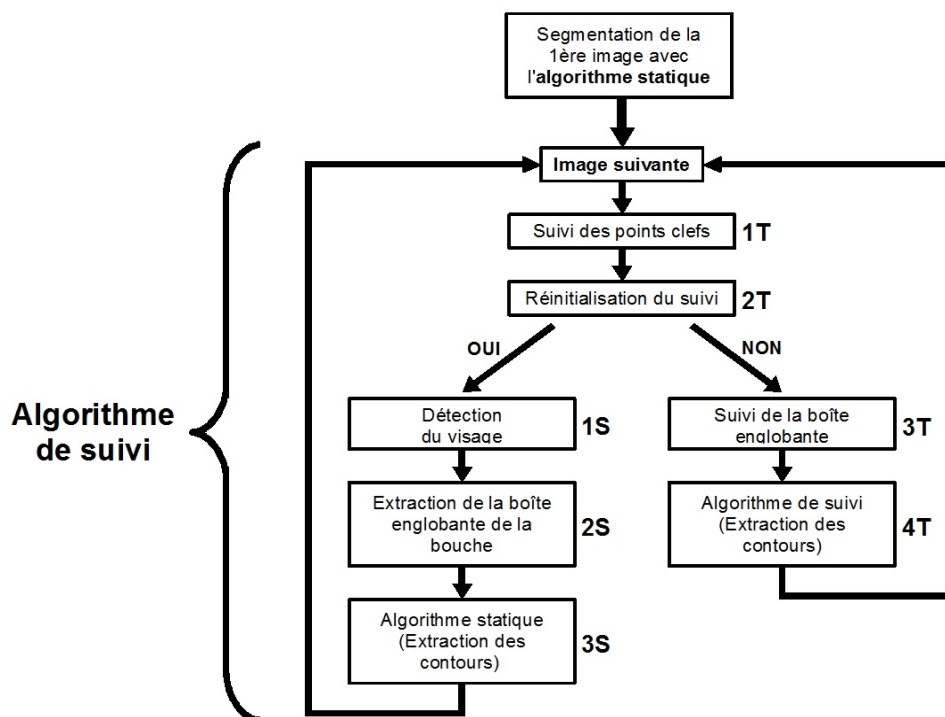 Segmentation de la
1ère image avec
l'algorithme statique
Image suivante
Suivi des points clefs
1T
Réinitialisation du suivi
2T
OUI
NON
Algorithme
de suivi
Détection
du visage
1S
Suivi de la boîte
englobante
3T
Extraction de la boîte
englobante de la
bouche
2S
Algorithme de suivi
(Extraction des
contours)
4T
Algorithme statique
(Extraction des
contours)
3S